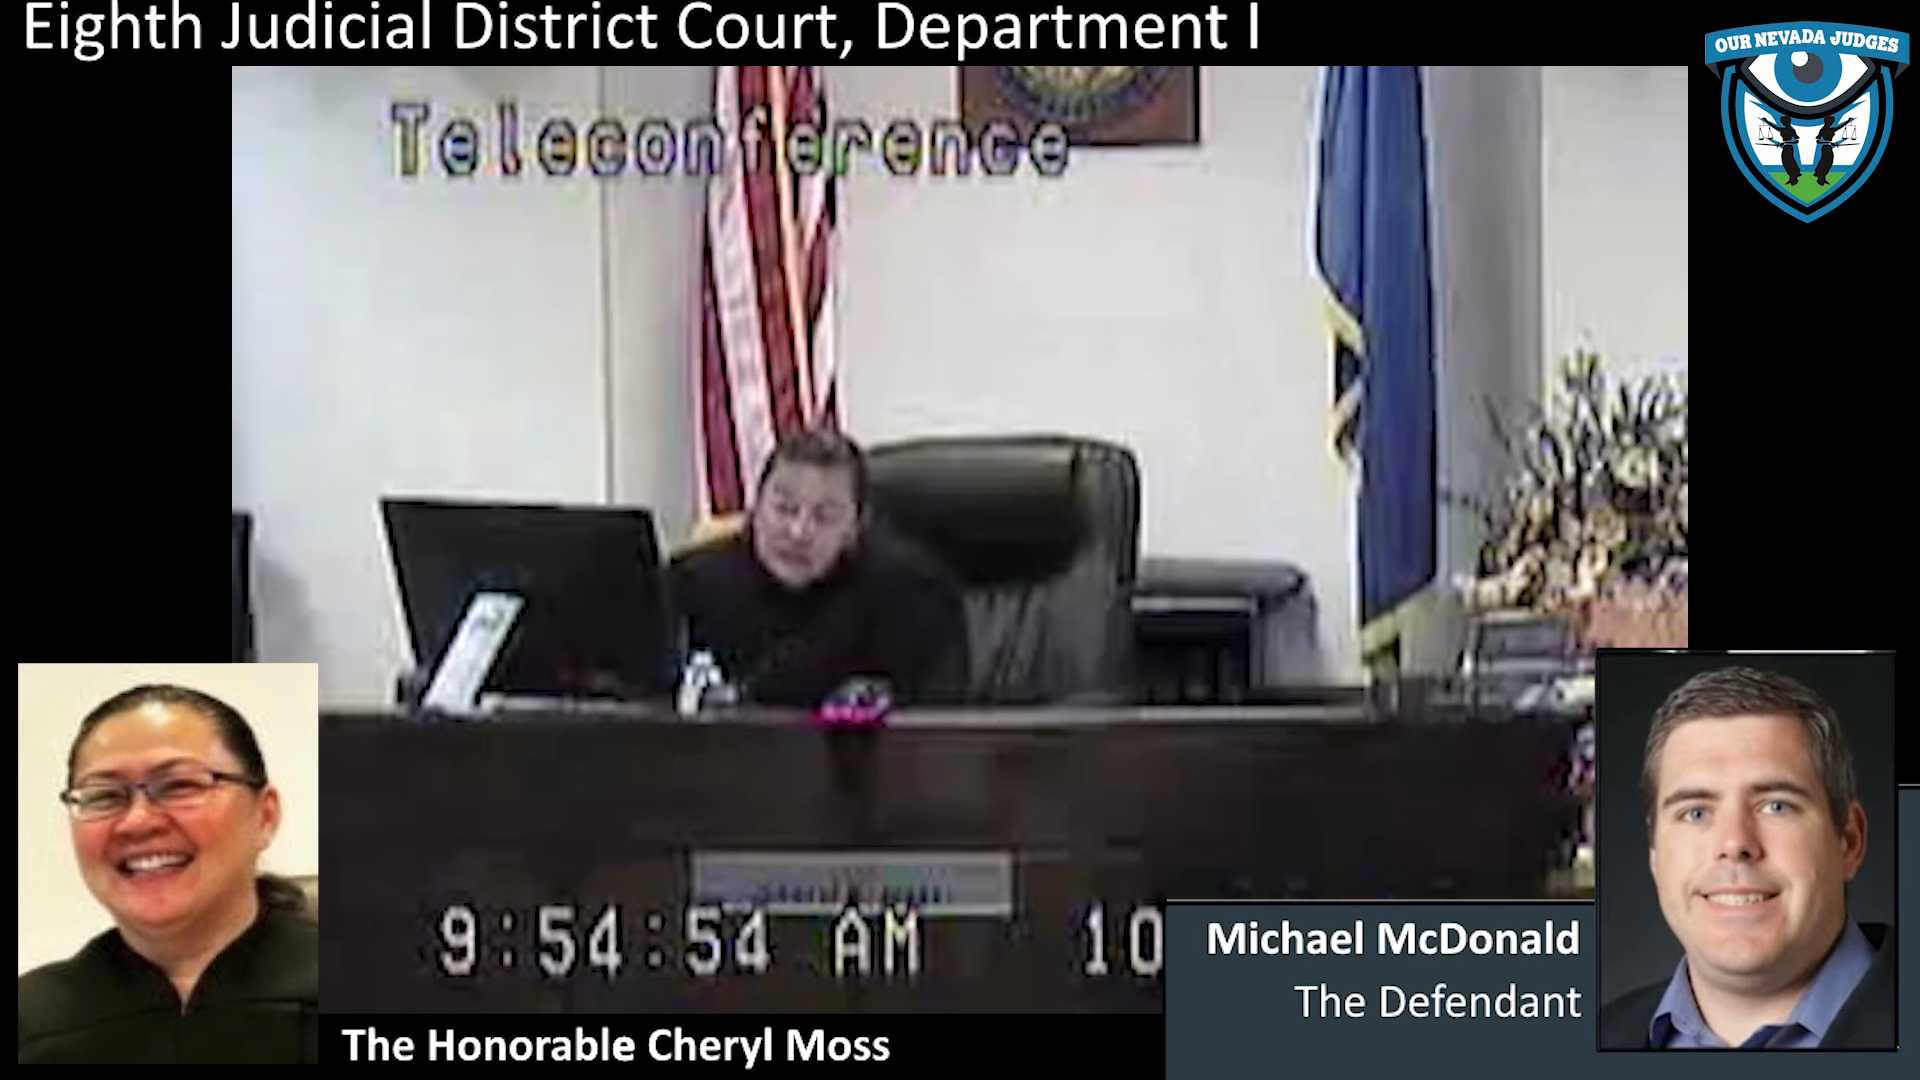 Eighth Judicial District Court, Department I
OUR NEVADA JUDGES
Teleconference
9:54:54 AM 10
Michael McDonald
The Defendant
The Honorable Cheryl Moss